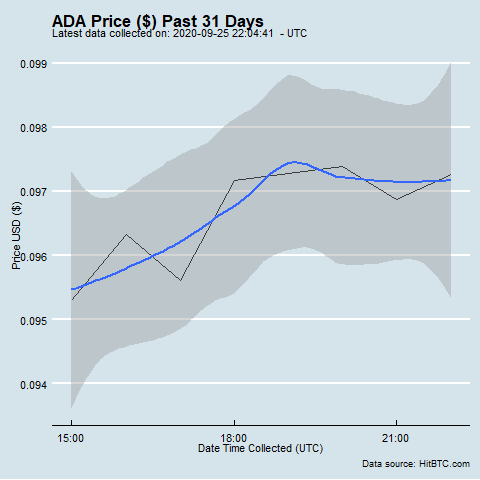 ADA Price ($) Past 31 Days
Latest data collected on: 2020-09-25 22:04:41 - UTC
0.099
0.098
0.097
0.096
0.095
0.094
Price USD ($)
15:00 18:00 21:00
Date Time Collected (UTC)
Data source: HitBTC.com